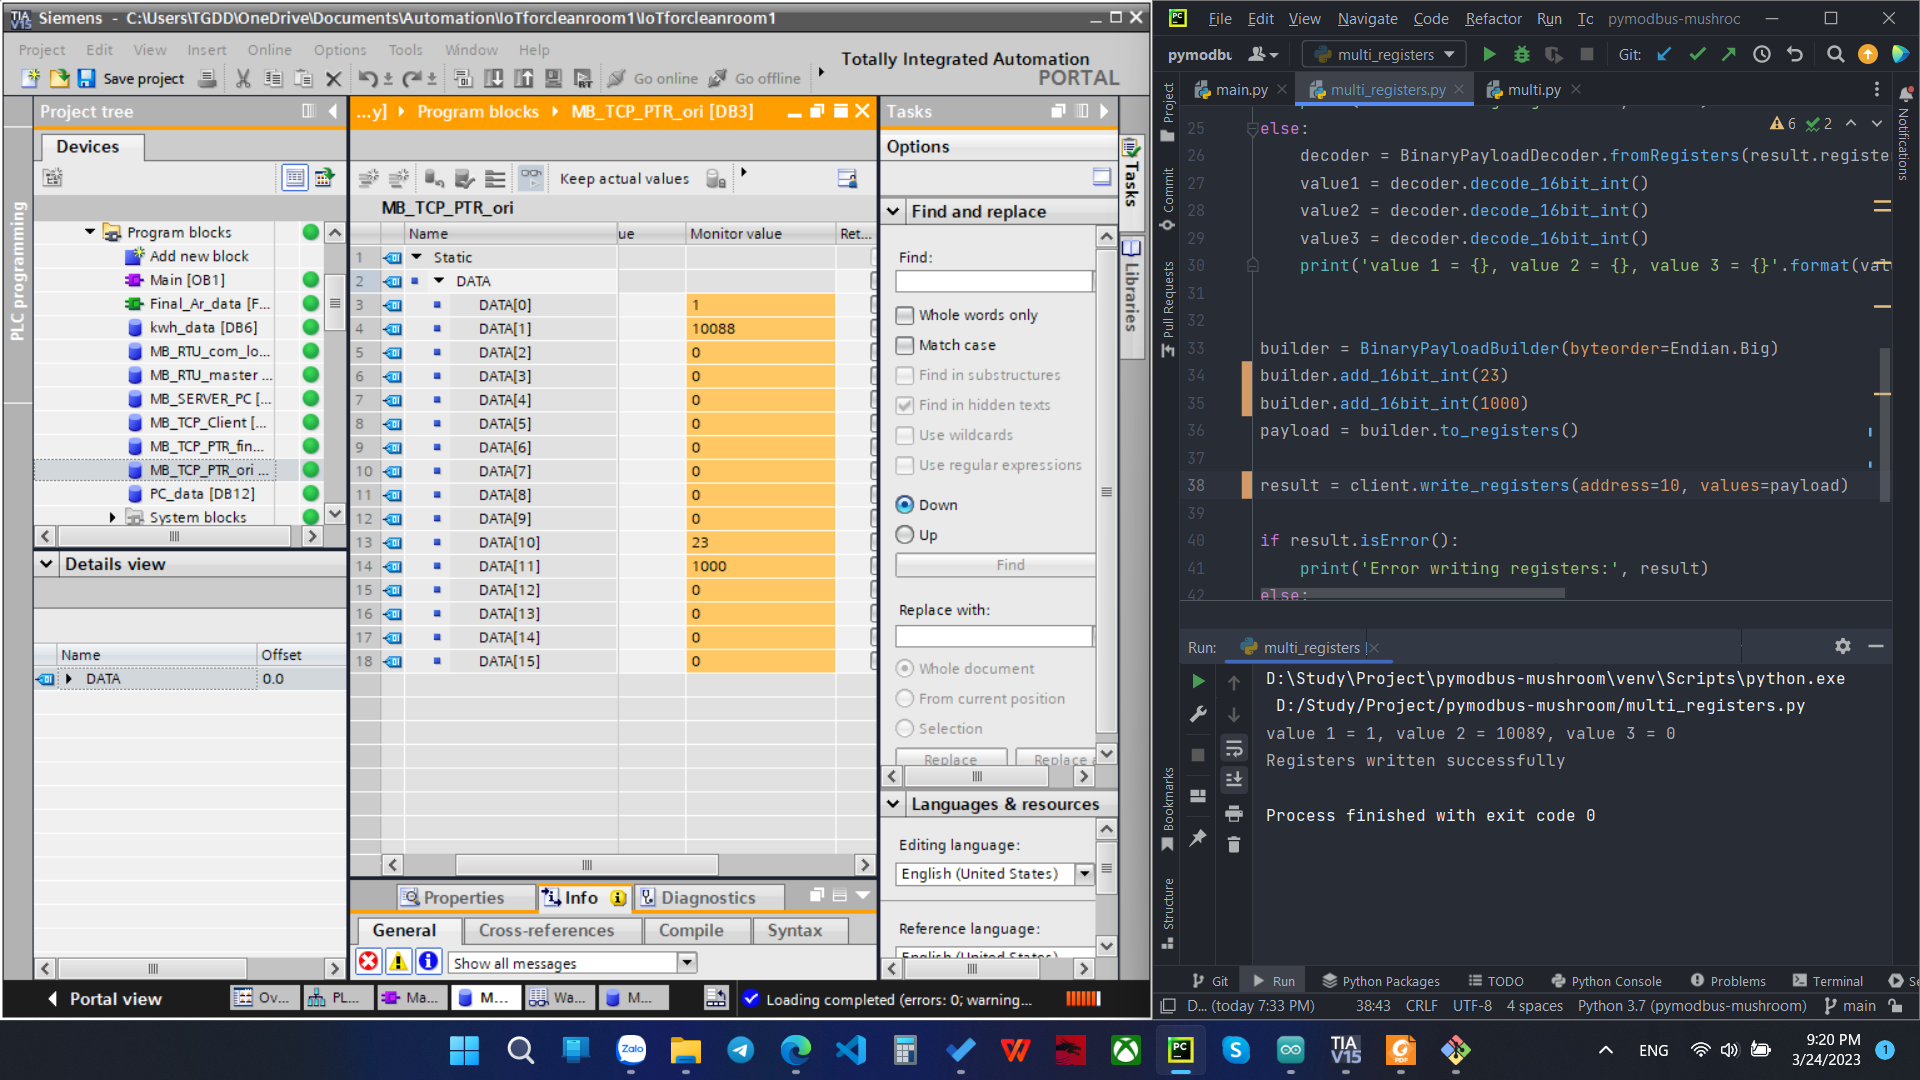 Siemens - C:\Users\TGDD\OneDrive\Documents\Automation\IoTforcleanroom1\IoTforcleanroom1
Project Edit View Insert Online Options Tools Window Help
Totally Integrated Automation
PORTAL
Save project
Go online
Go offline
Project tree
Devices
PLC programming
Program blocks
Add new block
Main [OB1]
Final_Ar_data [F...
kwh_data [DB6]
MB_RTU_com_lo...
MB_RTU_master ...
MB_SERVER_PC [...
MB_TCP_Client [...
MB_TCP_PTR_fin...
MB_TCP_PTR_ori ...
PC_data [DB12]
System blocks
Details view
Name Offset
DATA 0.0
...y] Program blocks MB_TCP_PTR_ori [DB3]
Keep actual values
MB_TCP_PTR_ori
Name ue Monitor value Ret...
1 Static
2 DATA
3 DATA[0] 1
4 DATA[1] 10088
5 DATA[2] 0
6 DATA[3] 0
7 DATA[4] 0
8 DATA[5] 0
9 DATA[6] 0
10 DATA[7] 0
11 DATA[8] 0
12 DATA[9] 0
13 DATA[10] 23
14 DATA[11] 1000
15 DATA[12] 0
16 DATA[13] 0
17 DATA[14] 0
18 DATA[15] 0
Properties Info Diagnostics
General Cross-references Compile Syntax
Show all messages
Tasks
Options
Find and replace
Find:
Whole words only
Match case
Find in substructures
Find in hidden texts
Use wildcards
Use regular expressions
Down
Up
Find
Replace with:
Whole document
From current position
Selection
Replace Replace a
Languages & resources
Editing language:
English (United States)
Reference language:
English (United States)
Tasks
Libraries
Portal view
Ov... PL... Ma... M... Wa... M...
Loading completed (errors: 0; warning...
File Edit View Navigate Code Refactor Run Tc pymodbus-mushroc
pymodbu multi_registers Git:
main.py multi_registers.py multi.py
Project
Commit
Pull Requests
Bookmarks
Structure
Notifications
6 2
25 else:
26 decoder = BinaryPayloadDecoder.fromRegisters(result.registe
27 value1 = decoder.decode_16bit_int()
28 value2 = decoder.decode_16bit_int()
29 value3 = decoder.decode_16bit_int()
30 print('value 1 = {}, value 2 = {}, value 3 = {}'.format(val
31
32
33 builder = BinaryPayloadBuilder(byteorder=Endian.Big)
34 builder.add_16bit_int(23)
35 builder.add_16bit_int(1000)
36 payload = builder.to_registers()
37
38 result = client.write_registers(address=10, values=payload)
39
40 if result.isError():
41 print('Error writing registers:', result)
42 else:
Run: multi_registers
D:\Study\Project\pymodbus-mushroom\venv\Scripts\python.exe
D:/Study/Project/pymodbus-mushroom/multi_registers.py
value 1 = 1, value 2 = 10089, value 3 = 0
Registers written successfully
Process finished with exit code 0
Git Run Python Packages TODO Python Console Problems Terminal Se
D... (today 7:33 PM) 38:43 CRLF UTF-8 4 spaces Python 3.7 (pymodbus-mushroom) main
Zalo
PC
TIA
V15
PDF
ENG
9:20 PM
3/24/2023
1